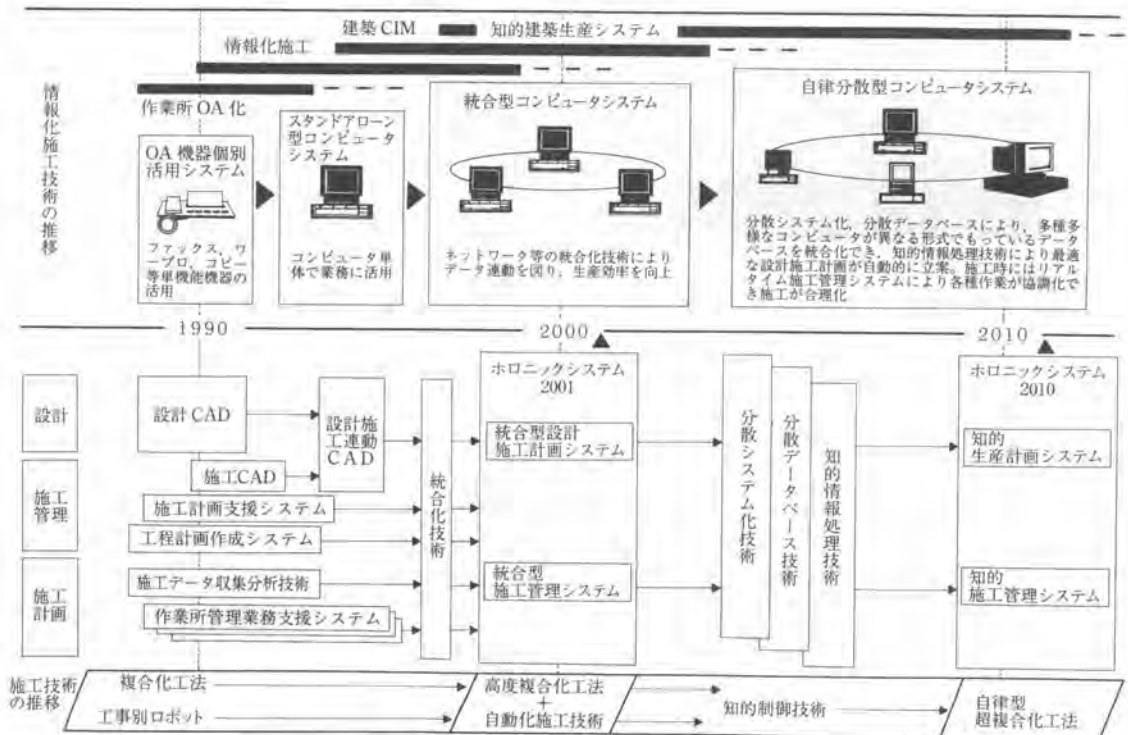 建築CIM
知的建築生産システム
情報化施工
作業所OA化
情報化施工技術の推移
OA機器個別
活用システム
ファックス,ワ
ープロ,コピー
等単機能機器の
活用
スタンドアローン
型コンピュータ
システム
コンピュータ単
体で業務に活用
統合型コンピュータシステム
ネットワーク等の統合化技術により
データ連動を図り,生産効率を向上
自律分散型コンピュータシステム
分散システム化,分散データベースにより,多種多
様なコンピュータが異なる形式でもっているデータ
ベースを統合化でき,知的情報処理技術により最適
な設計施工計画が自動的に立案。施工時にはリアル
タイム施工管理システムにより各種作業が協調化で
き施工が合理化
1990
2000
2010
設計
施工
管理
施工
計画
設計CAD
施工CAD
設計施
工連動
CAD
施工計画支援システム
工程計画作成システム
施工データ収集分析技術
作業所管理業務支援システム
統合化技術
ホロニックシステム
2001
統合型設計
施工計画システム
統合型
施工管理システム
分散システム化技術
分散データベース技術
知的情報処理技術
ホロニックシステム
2010
知的
生産計画システム
知的
施工管理システム
施工技術
の推移
複合化工法
工事別ロボット
高度複合化工法
+
自動化施工技術
知的制御技術
自律型
超複合化工法